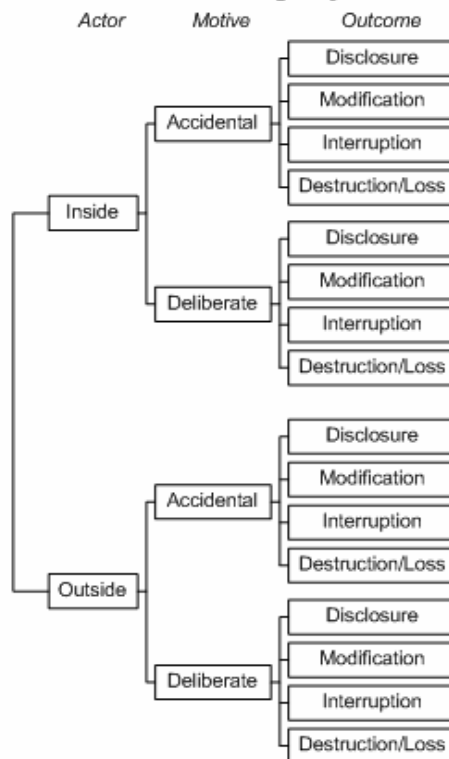 Actor Motive Outcome
Disclosure
Modification
Accidental
Interruption
Destruction/Loss
Inside
Disclosure
Modification
Deliberate
Interruption
Destruction/Loss
Disclosure
Modification
Accidental
Interruption
Destruction/Loss
Outside
Disclosure
Modification
Deliberate
Interruption
Destruction/Loss